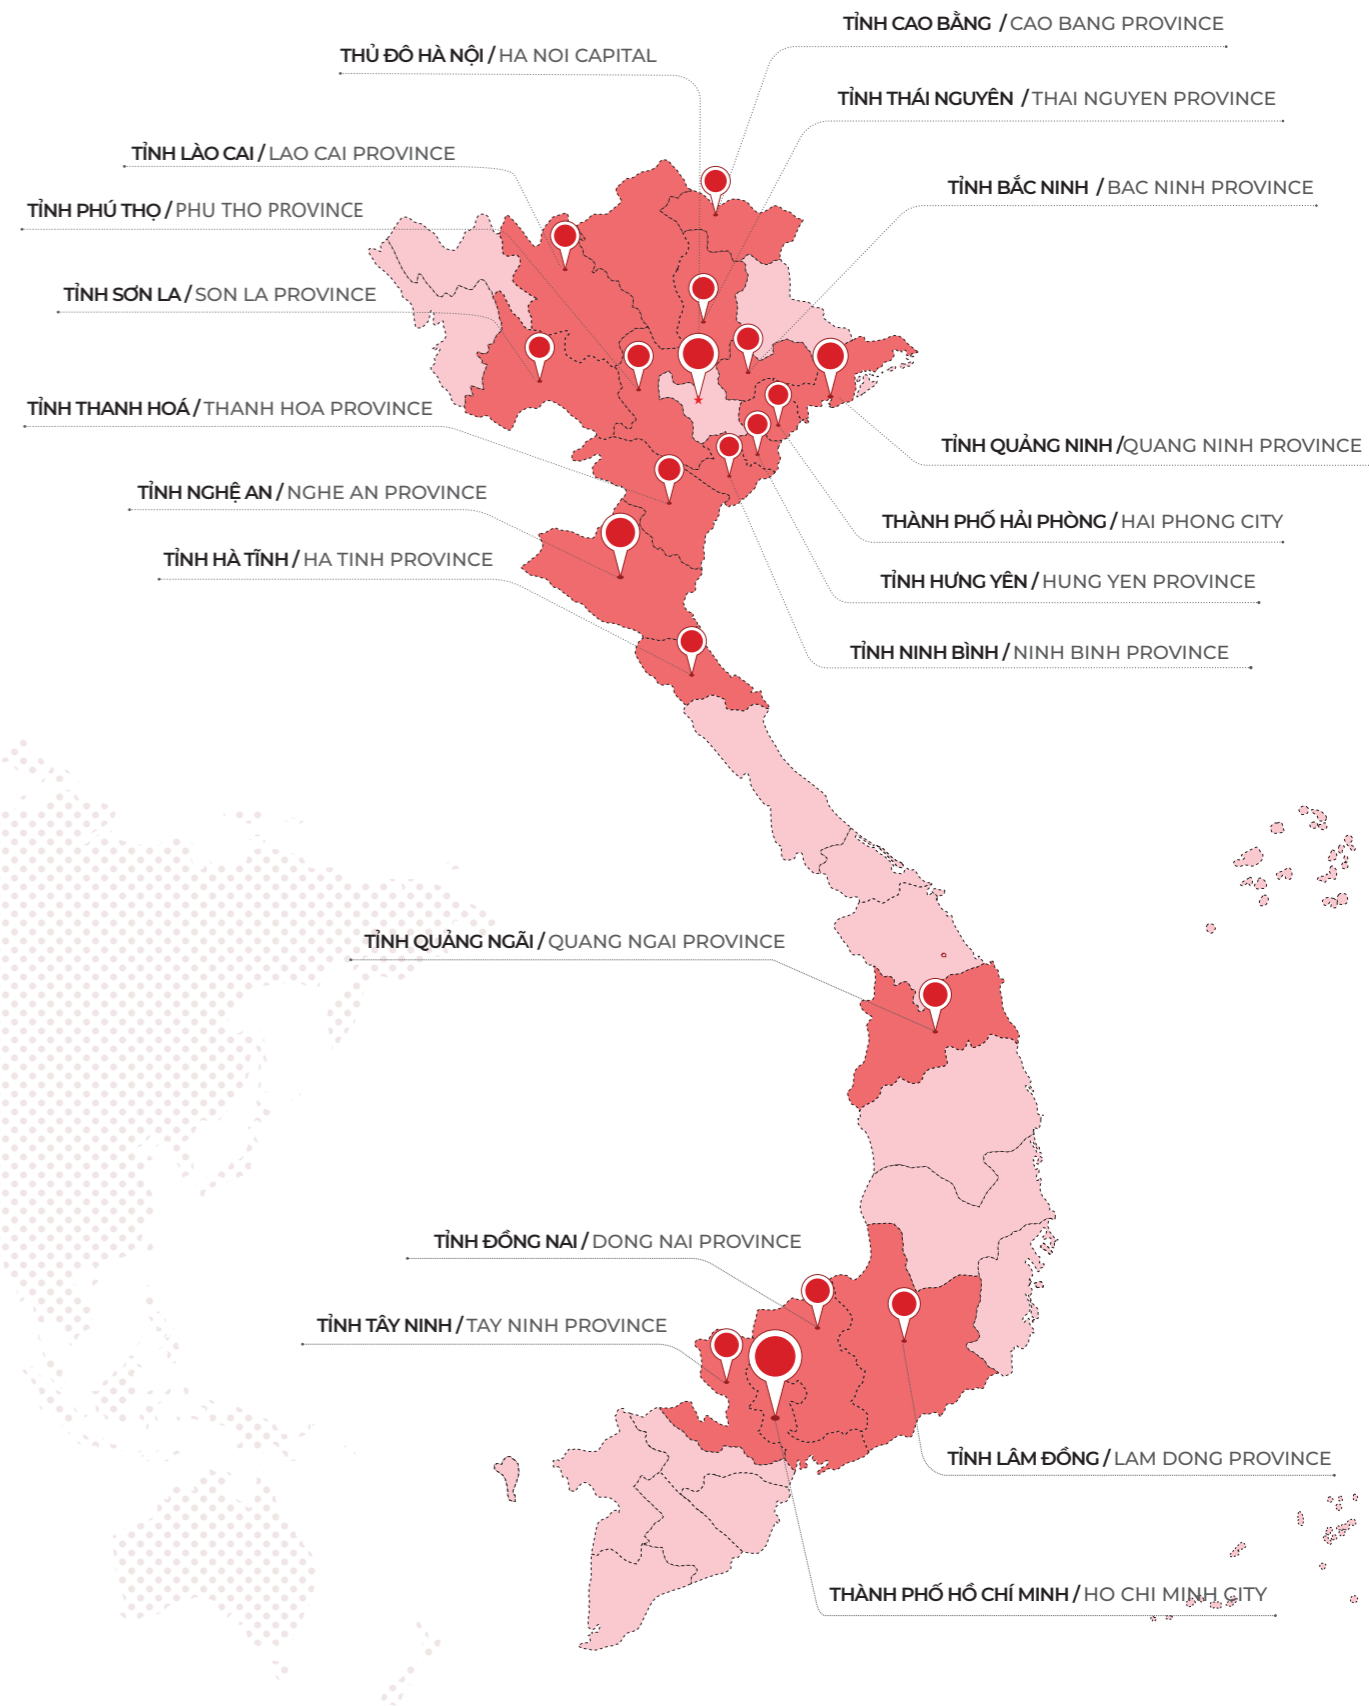 TỈNH CAO BẰNG / CAO BANG PROVINCE
THỦ ĐÔ HÀ NỘI / HA NOI CAPITAL
TỈNH THÁI NGUYÊN / THAI NGUYEN PROVINCE
TỈNH LÀO CAI / LAO CAI PROVINCE
TỈNH BẮC NINH / BAC NINH PROVINCE
TỈNH PHÚ THỌ / PHU THO PROVINCE
TỈNH SƠN LA / SON LA PROVINCE
TỈNH THANH HOÁ / THANH HOA PROVINCE
TỈNH QUẢNG NINH /QUANG NINH PROVINCE
TỈNH NGHỆ AN / NGHE AN PROVINCE
THÀNH PHỐ HẢI PHÒNG / HAI PHONG CITY
TỈNH HÀ TĨNH / HA TINH PROVINCE
TỈNH HƯNG YÊN / HUNG YEN PROVINCE
TỈNH NINH BÌNH / NINH BINH PROVINCE
TỈNH QUẢNG NGÃI / QUANG NGAI PROVINCE
TỈNH ĐỒNG NAI / DONG NAI PROVINCE
TỈNH TÂY NINH / TAY NINH PROVINCE
TỈNH LÂM ĐỒNG / LAM DONG PROVINCE
THÀNH PHỐ HỒ CHÍ MINH / HO CHI MINH CITY